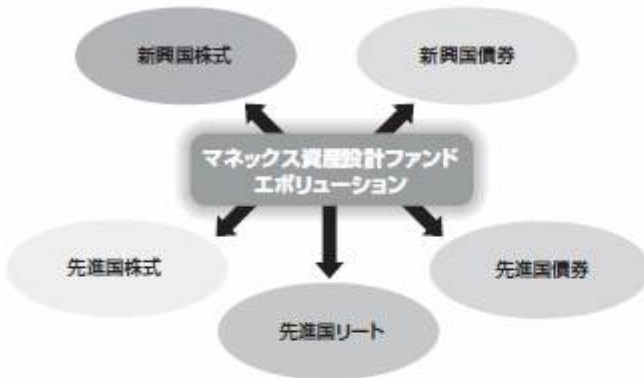 新興国株式
新興国債券
マネックス資産設計ファンド
エボリューション
先進国株式
先進国債券
先進国リート